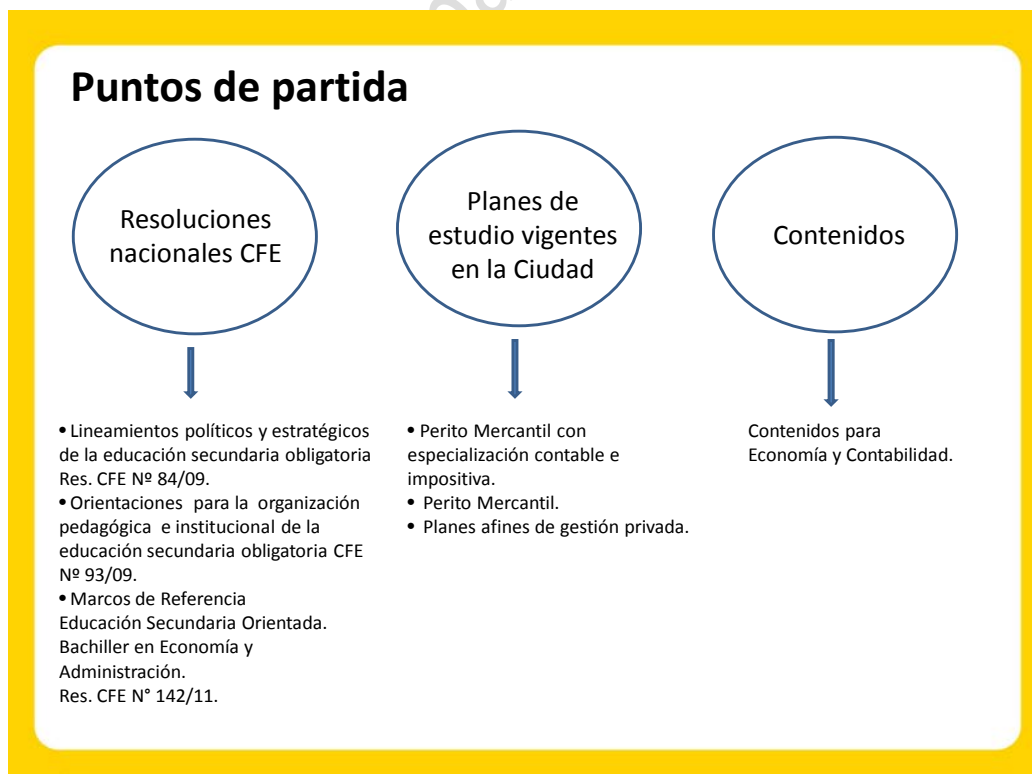 Puntos de partida
Resoluciones
nacionales CFE
Planes de
estudio vigentes
en la Ciudad
Contenidos
• Lineamientos políticos y estratégicos
de la educación secundaria obligatoria
Res. CFE Nº 84/09.
• Orientaciones para la organización
pedagógica e institucional de la
educación secundaria obligatoria CFE
Nº 93/09.
• Marcos de Referencia
Educación Secundaria Orientada.
Bachiller en Economía y
Administración.
Res. CFE N° 142/11.
• Perito Mercantil con
especialización contable e
impositiva.
• Perito Mercantil.
• Planes afines de gestión privada.
Contenidos para
Economía y Contabilidad.